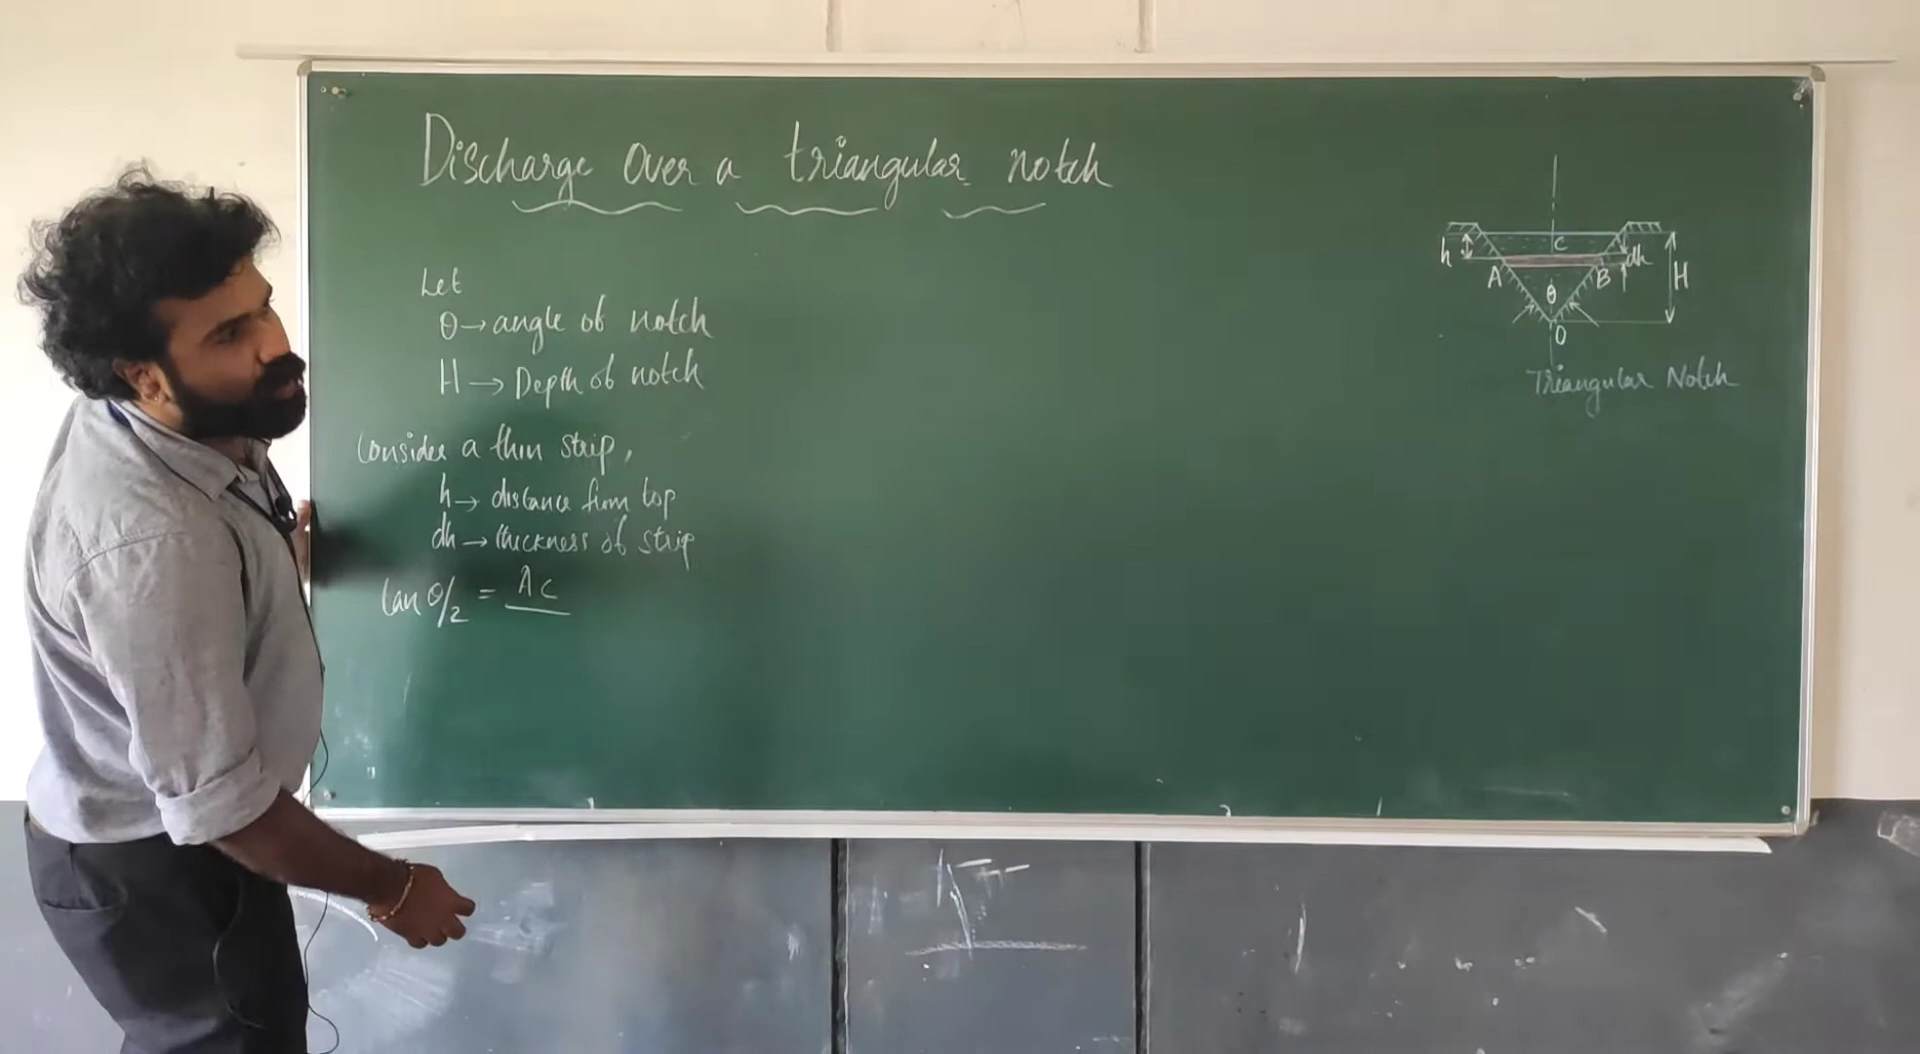 Discharge over a triangular notch
Let
θ → angle of notch
H → Depth of notch
Consider a thin strip,
h → distance from top
dh → thickness of strip
tan θ/2 = AC
C
h
dh
A
B
H
θ
O
Triangular Notch